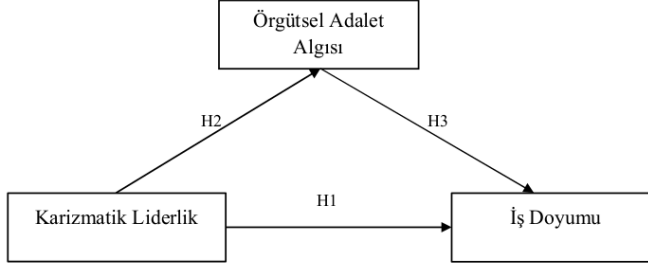 Örgütsel Adalet
Algısı
H2
H3
Karizmatik Liderlik
H1
İş Doyumu